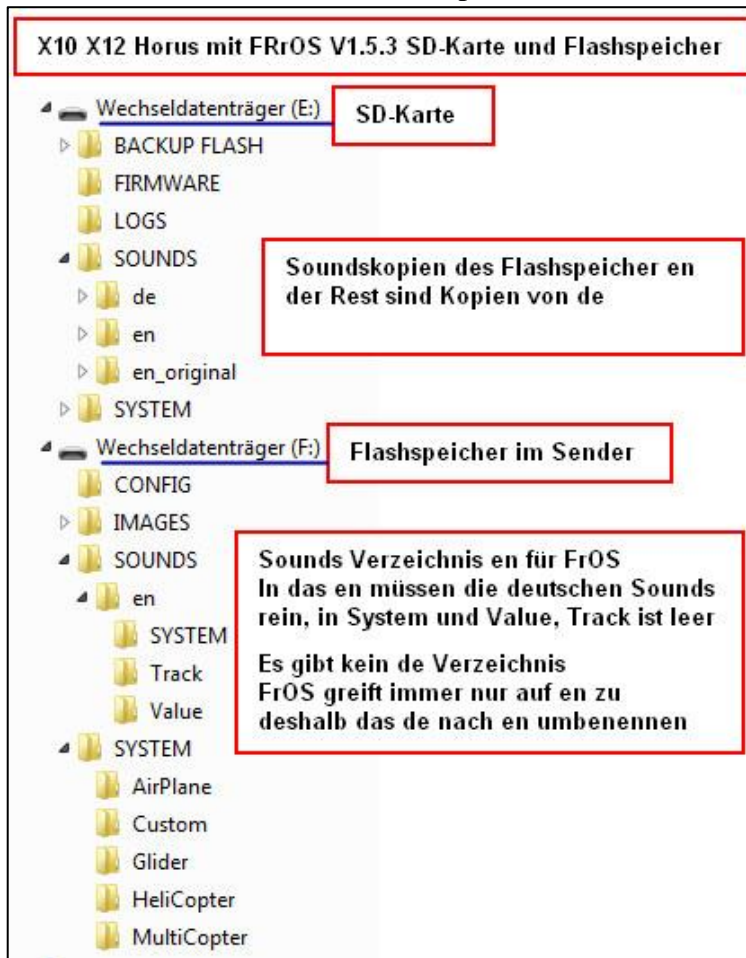 X10 X12 Horus mit FRrOS V1.5.3 SD-Karte und Flashspeicher
Wechseldatenträger (E:)
SD-Karte
BACKUP FLASH
FIRMWARE
LOGS
SOUNDS
Soundskopien des Flashspeicher en
der Rest sind Kopien von de
de
en
en_original
SYSTEM
Wechseldatenträger (F:)
Flashspeicher im Sender
CONFIG
IMAGES
SOUNDS
en
SYSTEM
Track
Value
Sounds Verzeichnis en für FrOS
In das en müssen die deutschen Sounds
rein, in System und Value, Track ist leer
Es gibt kein de Verzeichnis
FrOS greift immer nur auf en zu
deshalb das de nach en umbenennen
SYSTEM
AirPlane
Custom
Glider
HeliCopter
MultiCopter